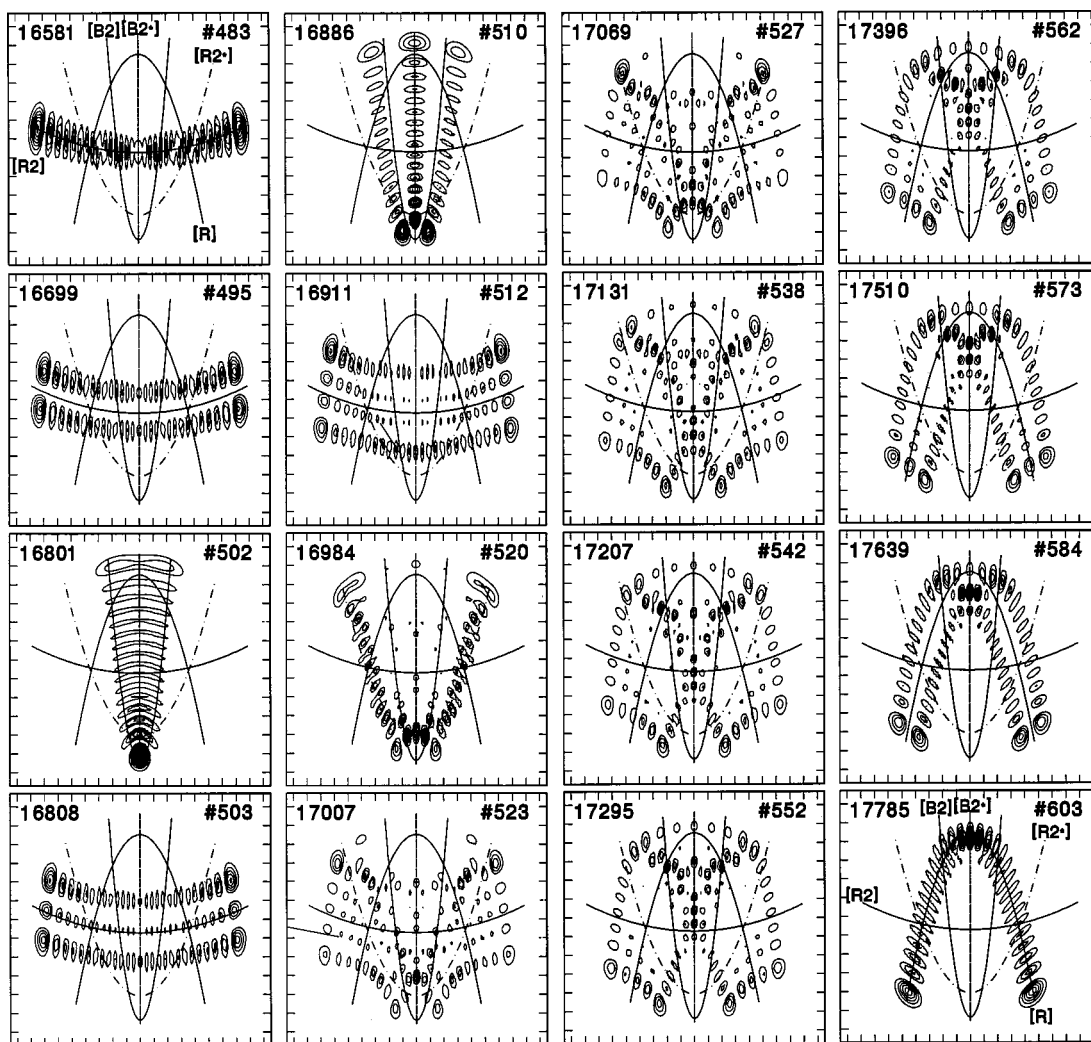 16581 [B2][B2*] #483
[R2*]
[R2]
[R]
16886 #510
17069 #527
17396 #562
16699 #495
16911 #512
17131 #538
17510 #573
16801 #502
16984 #520
17207 #542
17639 #584
16808 #503
17007 #523
17295 #552
17785 [B2][B2*] #603
[R2*]
[R2]
[R]